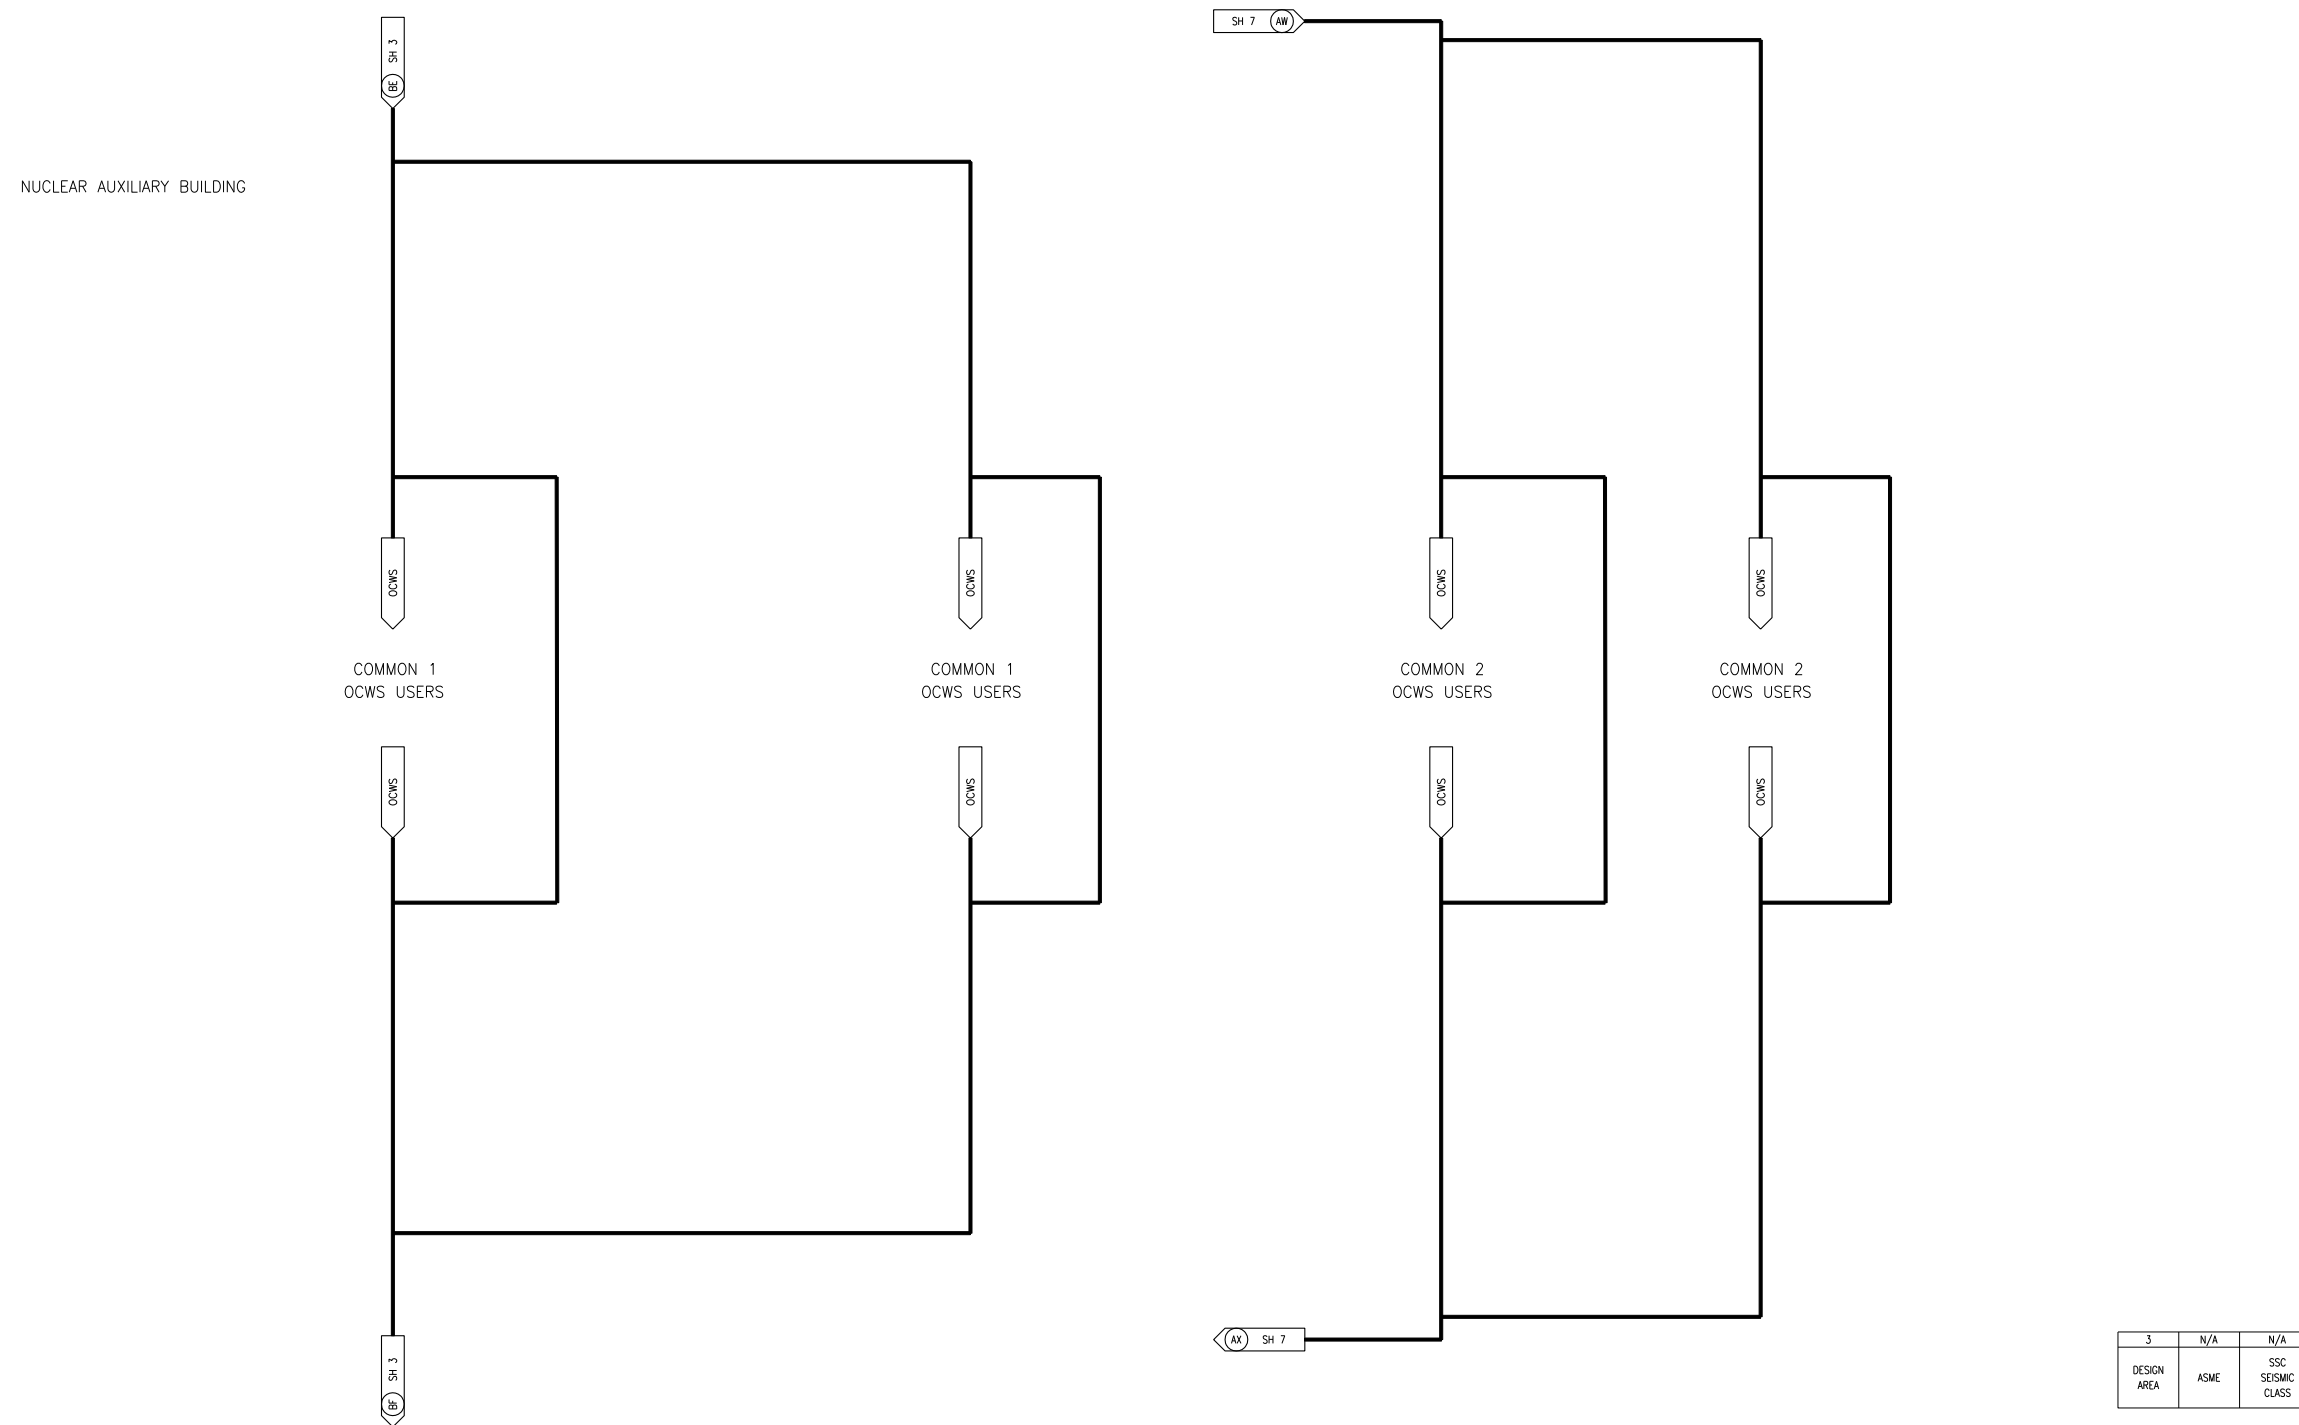 SH 3
BE
SH 7 AW
NUCLEAR AUXILIARY BUILDING
OCWS
OCWS
OCWS
OCWS
COMMON 1
OCWS USERS
COMMON 1
OCWS USERS
COMMON 2
OCWS USERS
COMMON 2
OCWS USERS
OCWS
OCWS
OCWS
OCWS
AX SH 7
SH 3
BF
3 N/A N/A
DESIGN
AREA
ASME
SSC
SEISMIC
CLASS